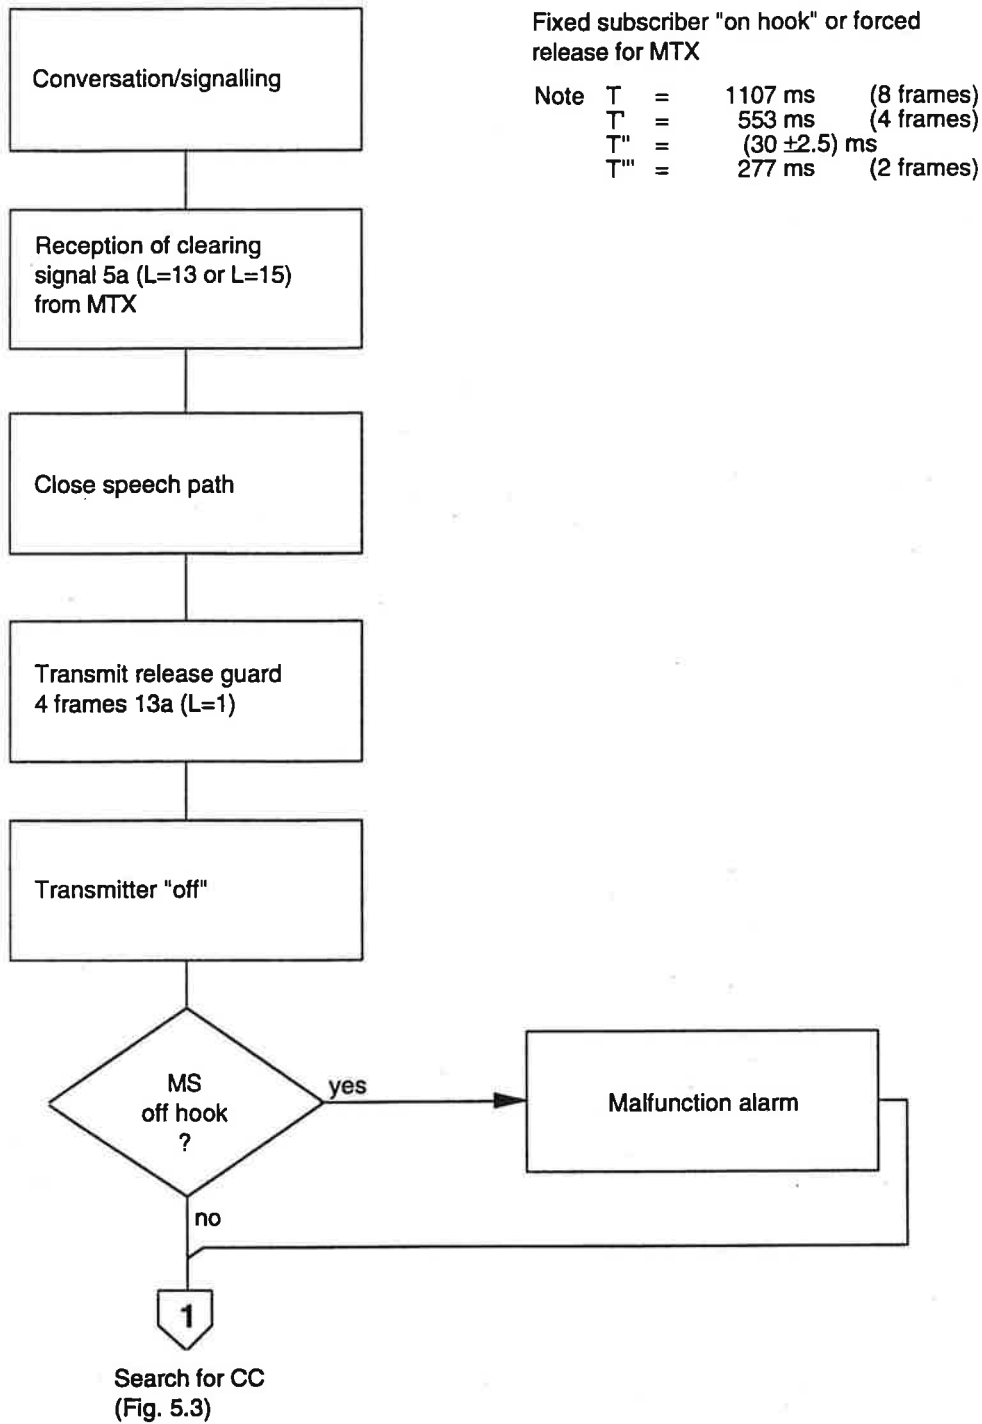 Fixed subscriber "on hook" or forced
release for MTX
Note T = 1107 ms (8 frames)
T' = 553 ms (4 frames)
T" = (30 ±2.5) ms
T"' = 277 ms (2 frames)
Conversation/signalling
Reception of clearing
signal 5a (L=13 or L=15)
from MTX
Close speech path
Transmit release guard
4 frames 13a (L=1)
Transmitter "off"
MS
off hook
?
yes
Malfunction alarm
no
1
Search for CC
(Fig. 5.3)